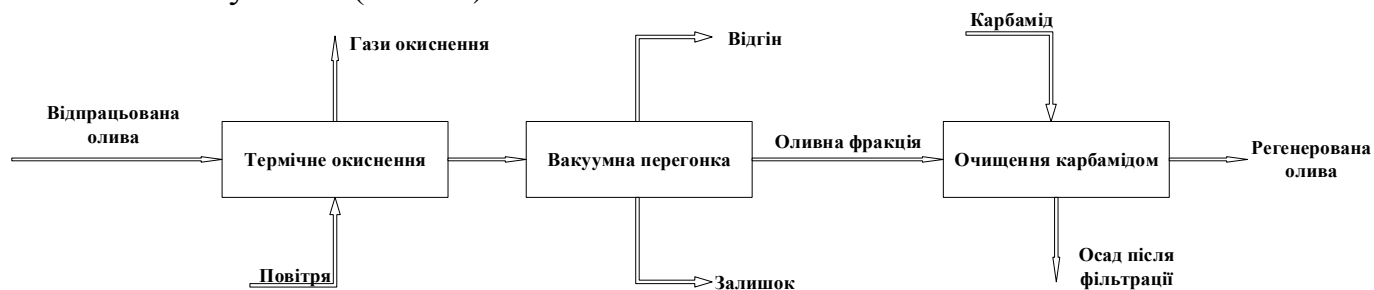 Карбамід
Гази окиснення
Відгін
Відпрацьована
олива
Термічне окиснення
Вакуумна перегонка
Оливна фракція
Очищення карбамідом
Регенерована
олива
Повітря
Залишок
Осад після
фільтрації